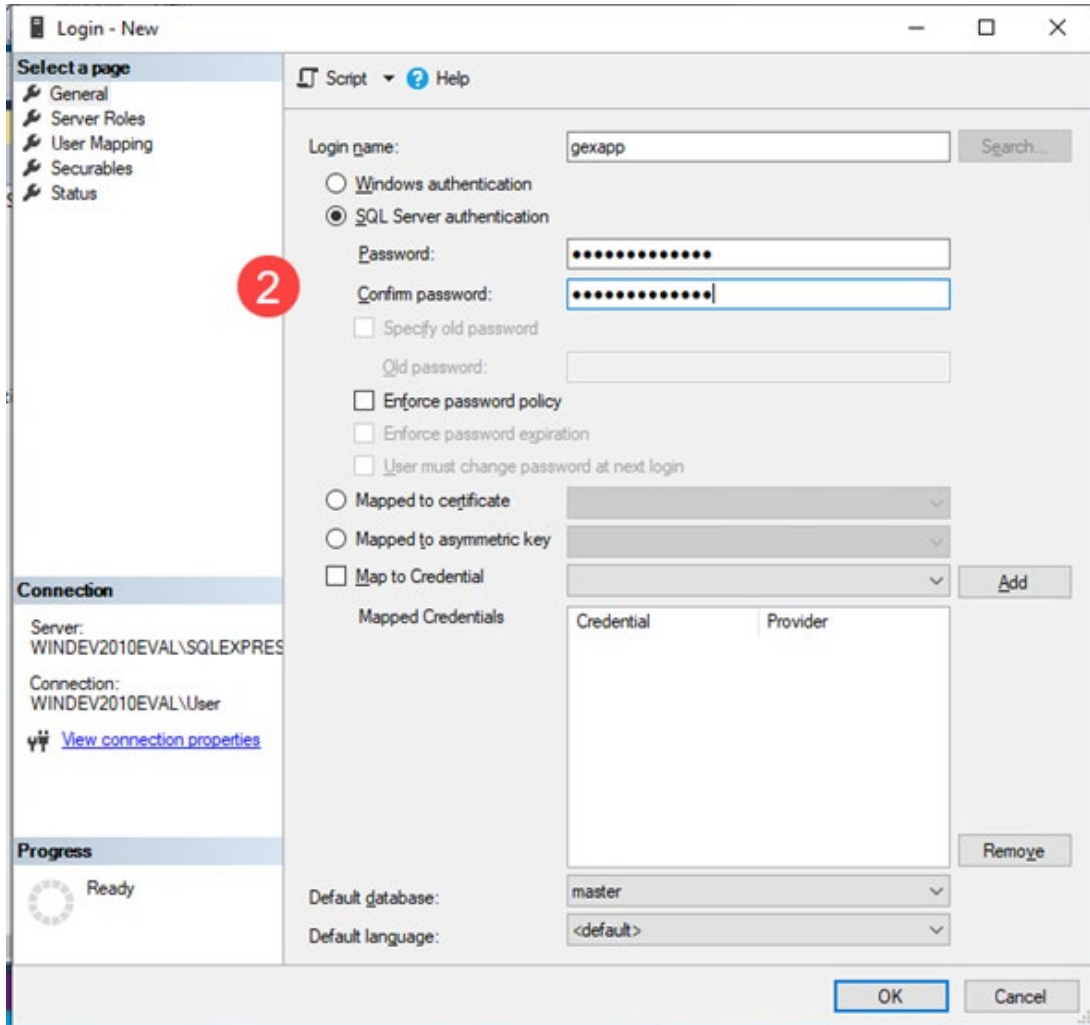 Login - New
Select a page
General
Server Roles
User Mapping
Securables
Status
Script
Help
Login name:
gexapp
Search...
Windows authentication
SQL Server authentication
Password:
•••••••••••••
2
Confirm password:
•••••••••••••
Specify old password
Old password:
Enforce password policy
Enforce password expiration
User must change password at next login
Mapped to certificate
Mapped to asymmetric key
Map to Credential
Add
Mapped Credentials
Credential
Provider
Connection
Server:
WINDEV2010EVAL\SQLEXPRES
Connection:
WINDEV2010EVAL\User
View connection properties
Remove
Progress
Ready
Default database:
master
Default language:
<default>
OK
Cancel